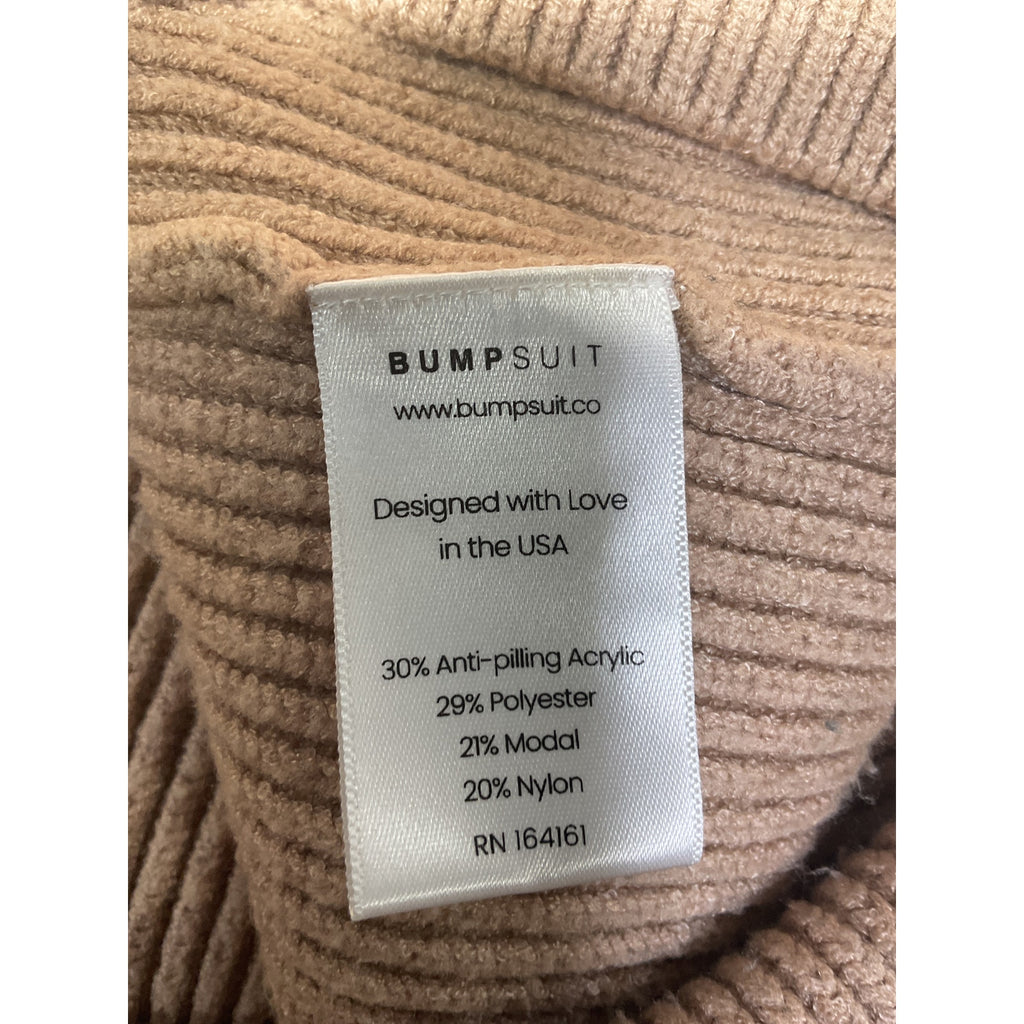 BUMPSUIT
www.bumpsuit.co
Designed with Love
in the USA
30% Anti-pilling Acrylic
29% Polyester
21% Modal
20% Nylon
RN 164161